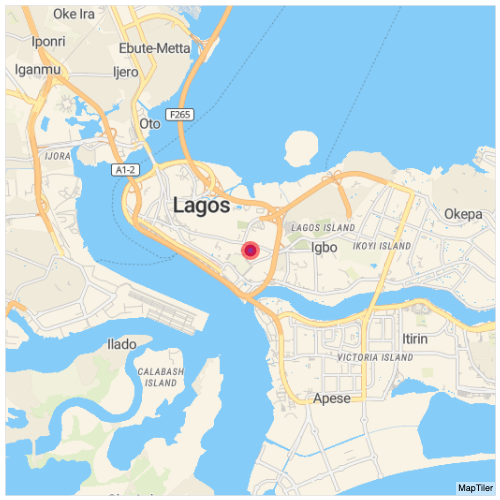 Oke Ira
Iponri
Ebute-Metta
Iganmu
Ijero
F265
Oto
IJORA
A1-2
Lagos
Okepa
LAGOS ISLAND
Igbo
IKOYI ISLAND
Itirin
Ilado
VICTORIA ISLAND
CALABASH
ISLAND
Apese
MapTiler